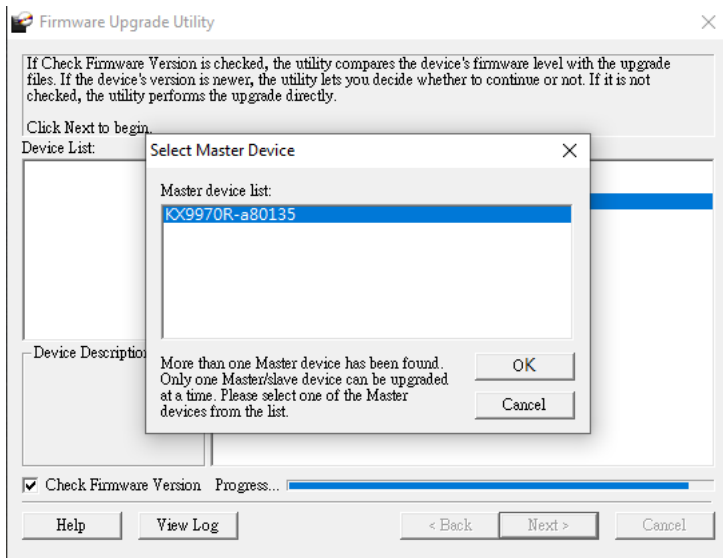 Firmware Upgrade Utility
If Check Firmware Version is checked, the utility compares the device's firmware level with the upgrade
files. If the device's version is newer, the utility lets you decide whether to continue or not. If it is not
checked, the utility performs the upgrade directly.
Click Next to begin.
Device List:
Select Master Device
Master device list:
KX9970R-a80135
More than one Master device has been found.
Only one Master/slave device can be upgraded
at a time. Please select one of the Master
devices from the list.
OK
Cancel
Device Descriptio
Check Firmware Version
Progress...
Help
View Log
< Back
Next >
Cancel